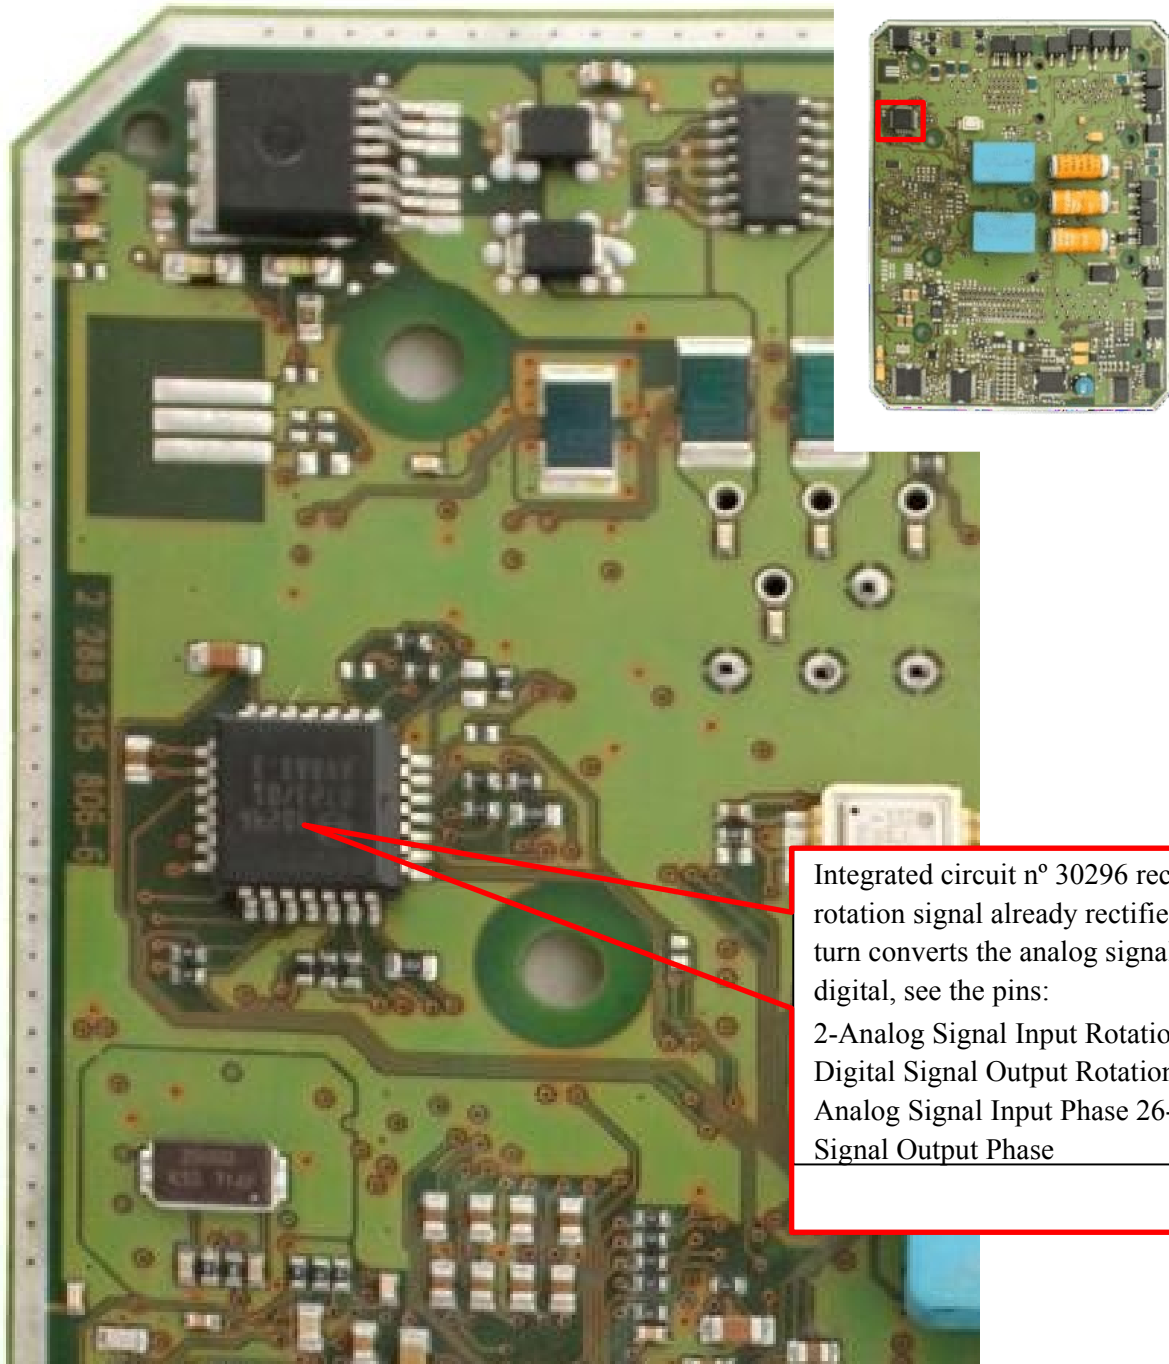 Integrated circuit nº 30296 rec
rotation signal already rectifie
turn converts the analog signa
digital, see the pins:
2-Analog Signal Input Rotatio
Digital Signal Output Rotation
Analog Signal Input Phase 26-
Signal Output Phase
2 288 315 806-6
30296